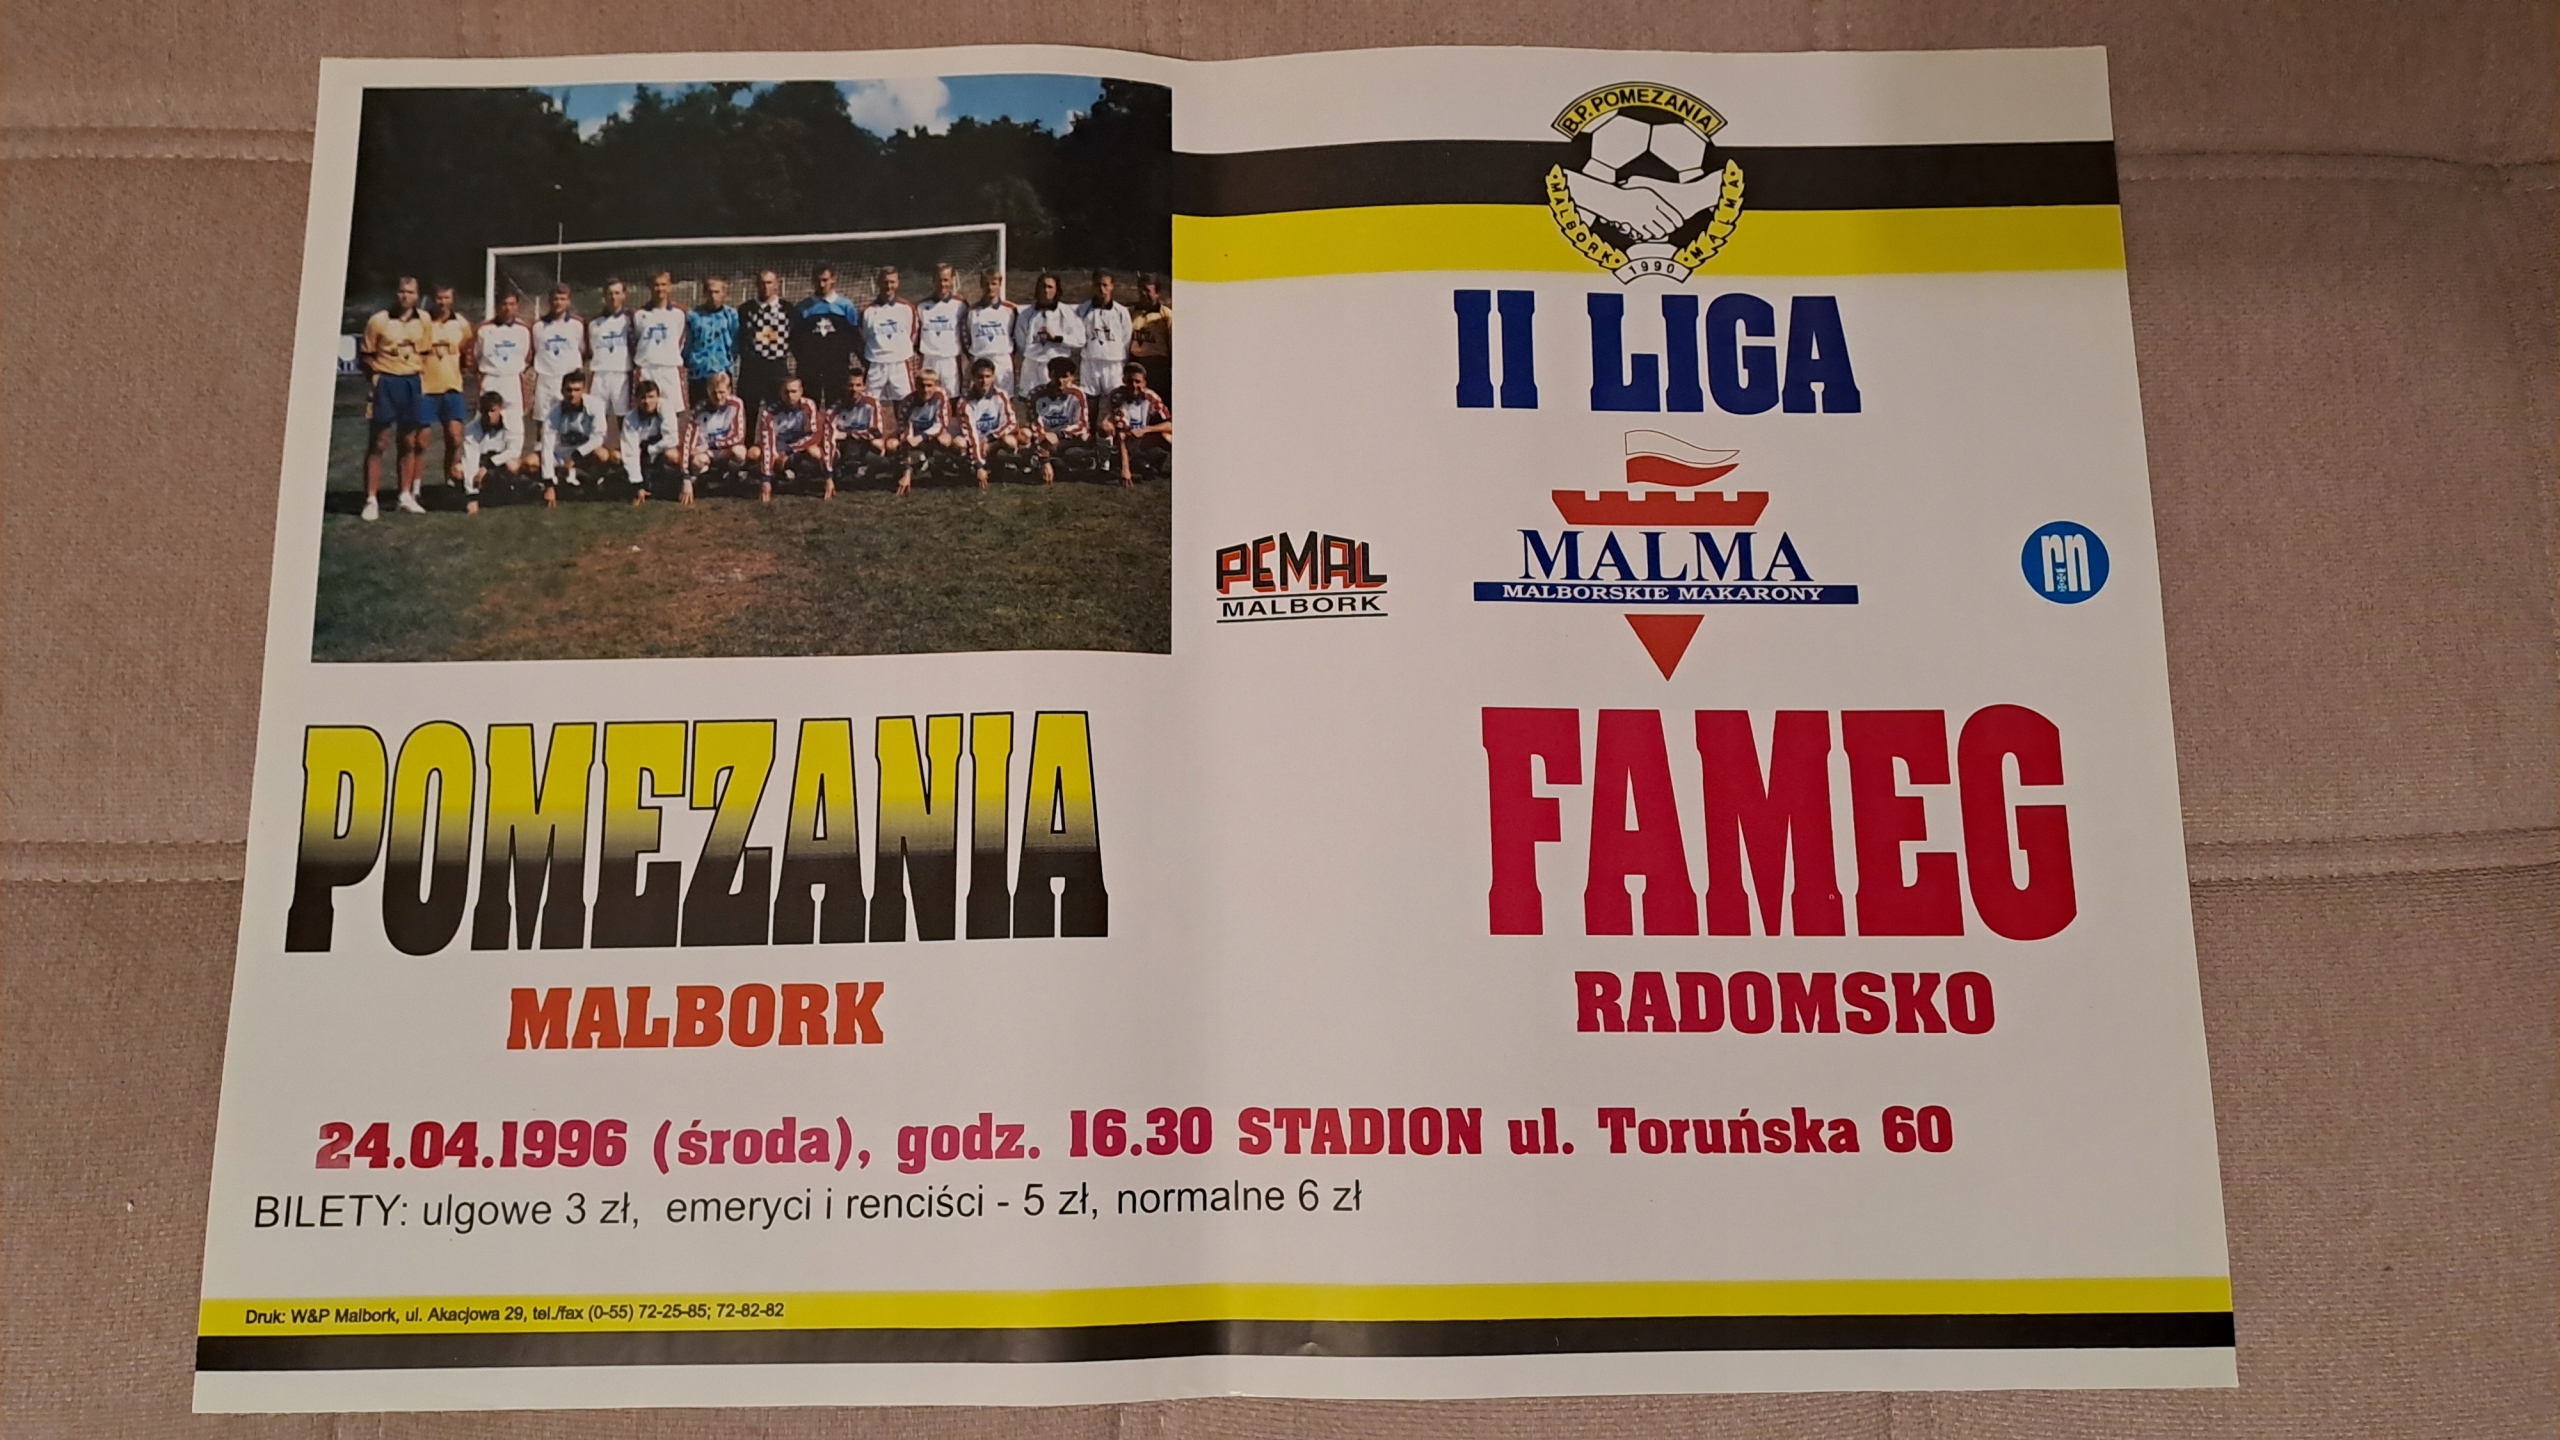 B.P. POMEZANIA
MALBORK • MALMA
1990
II LIGA
PEMAL
MALBORK
MALMA
MALBORSKIE MAKARONY
rn
POMEZANIA
MALBORK
FAMEG
RADOMSKO
24.04.1996 (środa), godz. 16.30 STADION ul. Toruńska 60
BILETY: ulgowe 3 zł, emeryci i renciści - 5 zł, normalne 6 zł
Druk: W&P Malbork, ul. Akacjowa 29, tel./fax (0-55) 72-25-85; 72-82-82